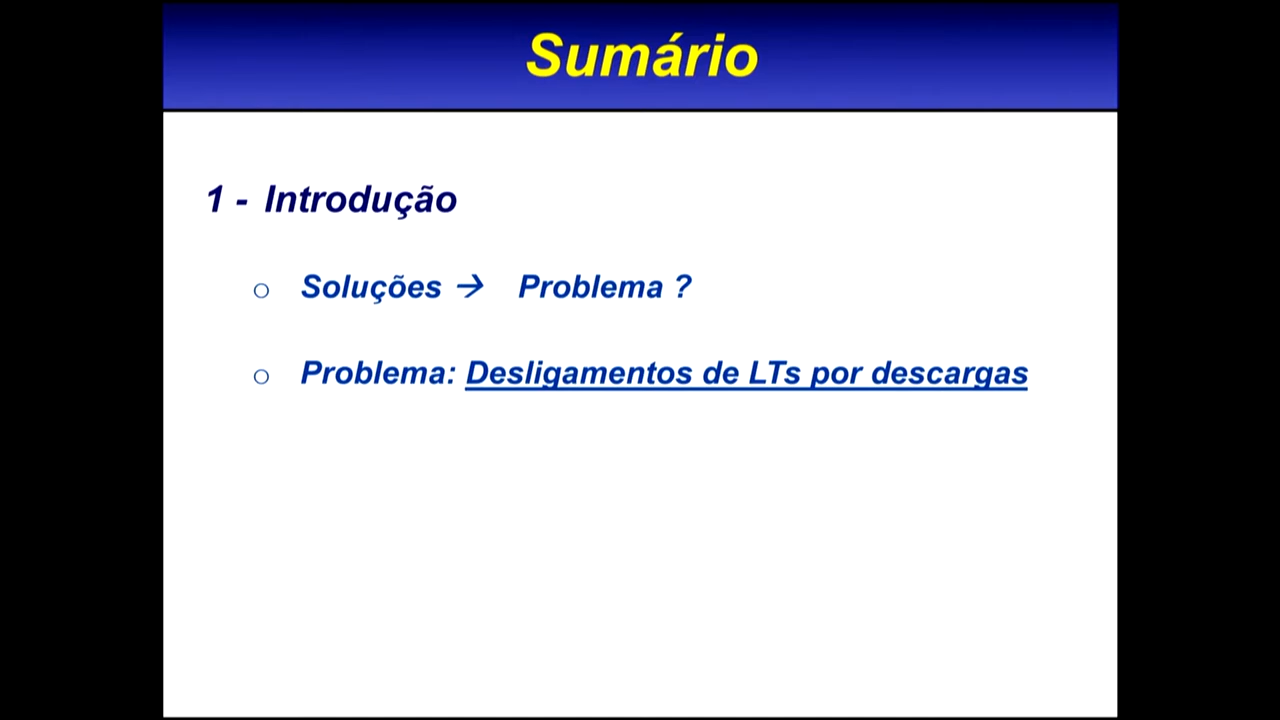 Sumário
1 - Introdução
o Soluções → Problema ?
o Problema: Desligamentos de LTs por descargas